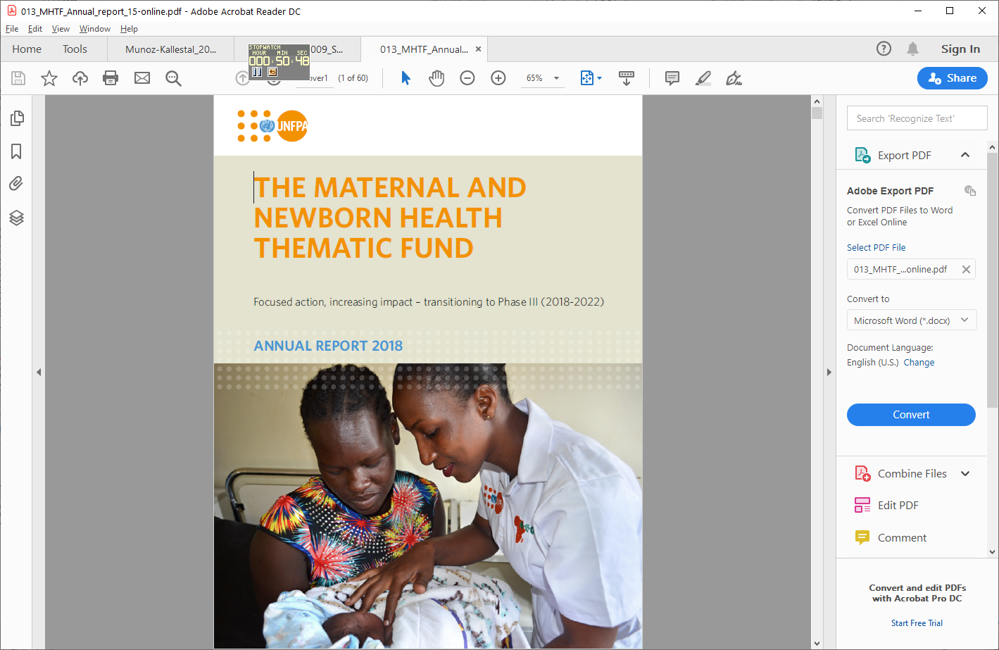 013_MHTF_Annual_report_15-online.pdf - Adobe Acrobat Reader DC
File Edit View Window Help
Home Tools Munoz-Kallestal_20... 009_S... 013_MHTF_Annual... Sign In
STOPWATCH
HOUR MIN SEC
000:50:48
(1 of 60) 65% Share
UNFPA
THE MATERNAL AND
NEWBORN HEALTH
THEMATIC FUND
Focused action, increasing impact – transitioning to Phase III (2018-2022)
ANNUAL REPORT 2018
Search 'Recognize Text'
Export PDF
Adobe Export PDF
Convert PDF Files to Word
or Excel Online
Select PDF File
013_MHTF_...online.pdf
Convert to
Microsoft Word (*.docx)
Document Language:
English (U.S.) Change
Convert
Combine Files
Edit PDF
Comment
Convert and edit PDFs
with Acrobat Pro DC
Start Free Trial